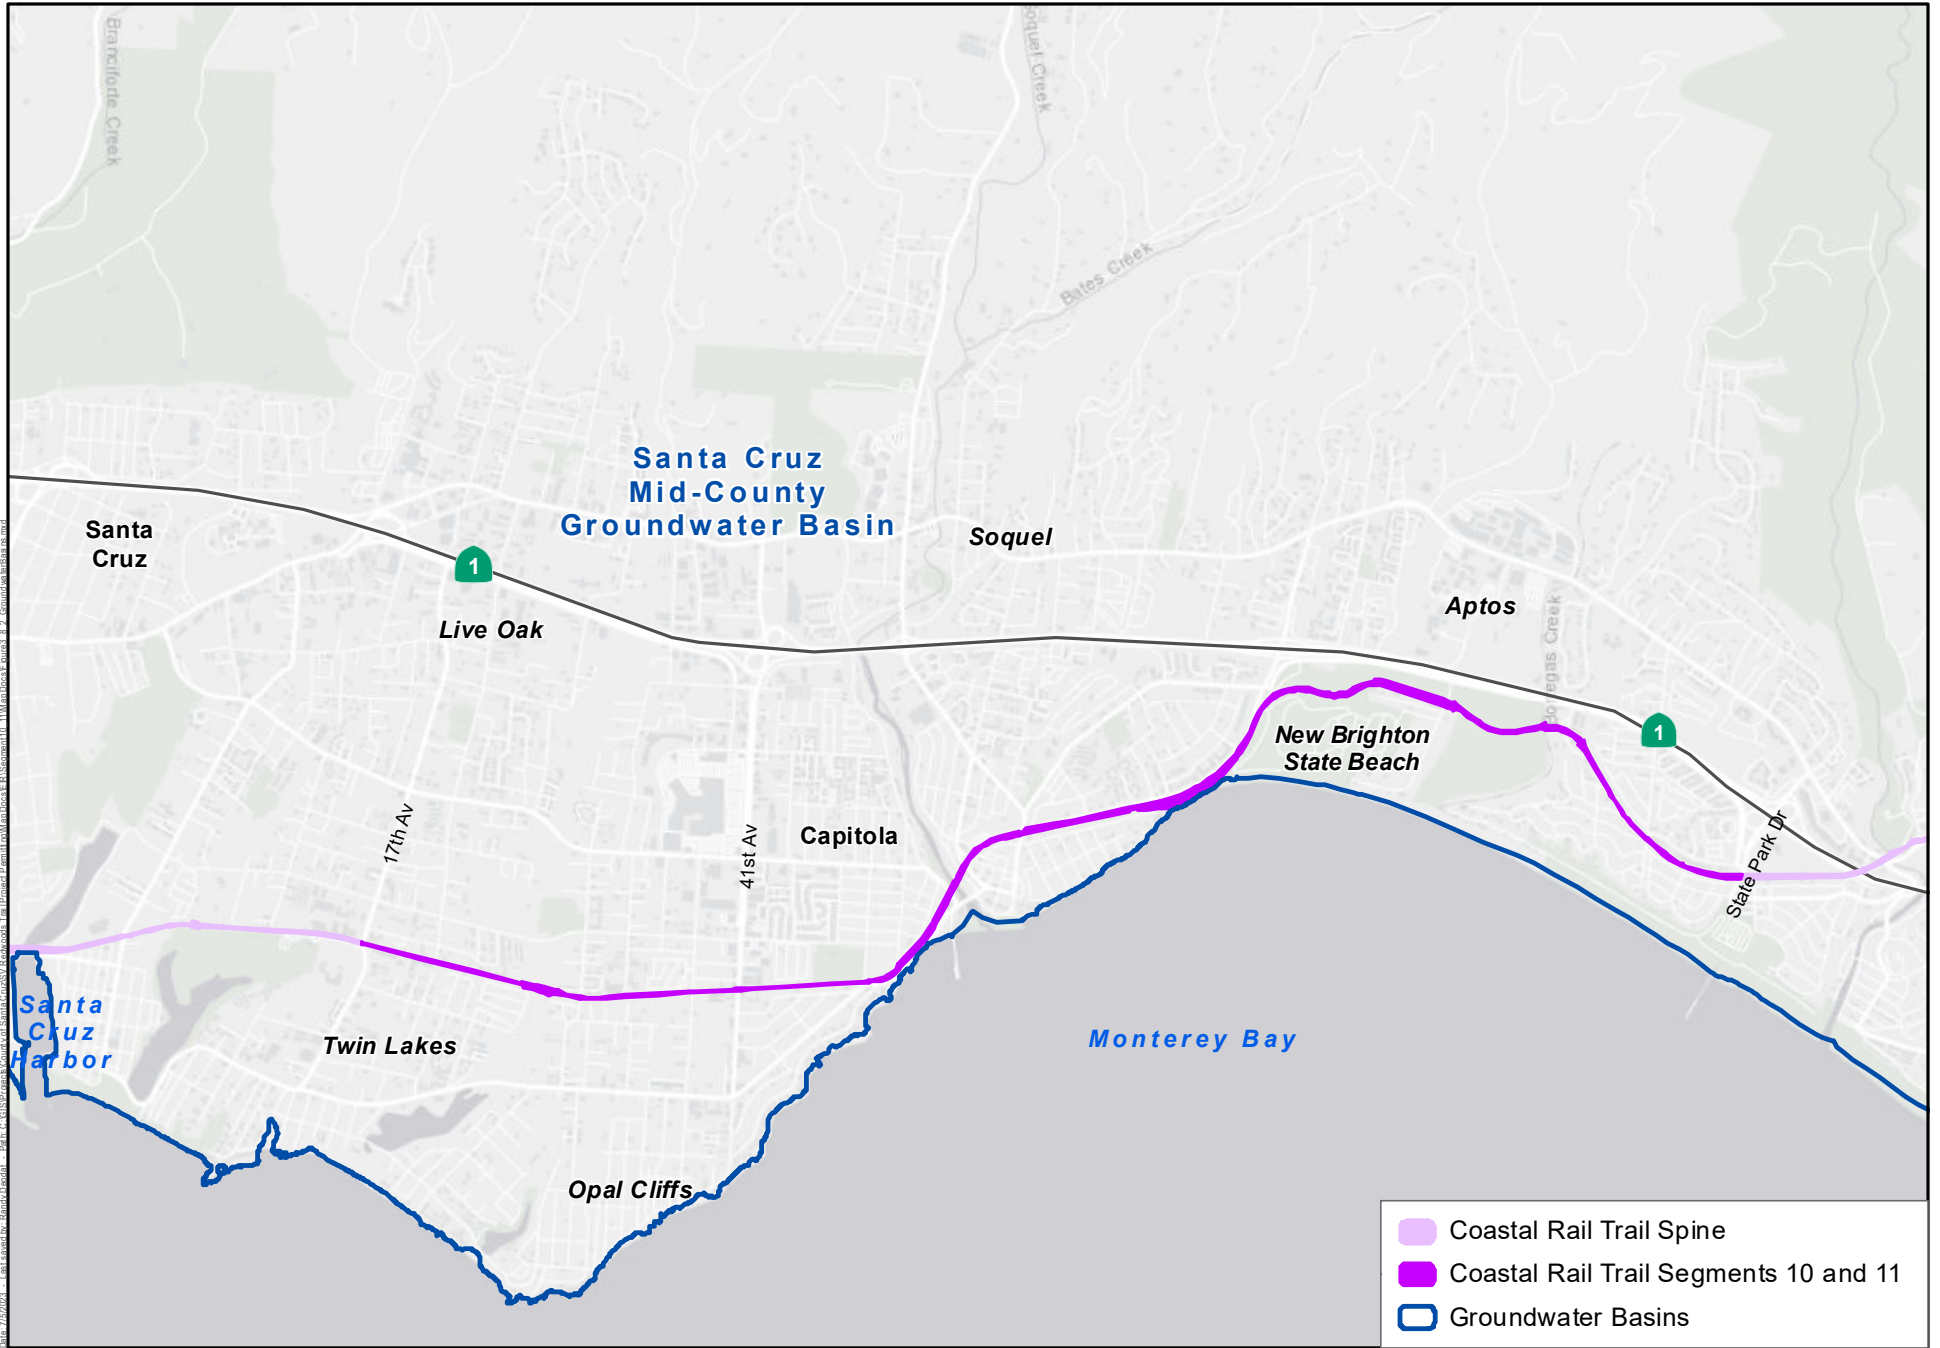 Branciforte Creek
Soquel Creek
Bates Creek
Santa Cruz
Mid-County
Groundwater Basin
Santa
Cruz
Soquel
1
Live Oak
Aptos
1
New Brighton
State Beach
17th Av
41st Av
Capitola
State Park Dr
Santa
Cruz
Harbor
Twin Lakes
Monterey Bay
Opal Cliffs
Coastal Rail Trail Spine
Coastal Rail Trail Segments 10 and 11
Groundwater Basins